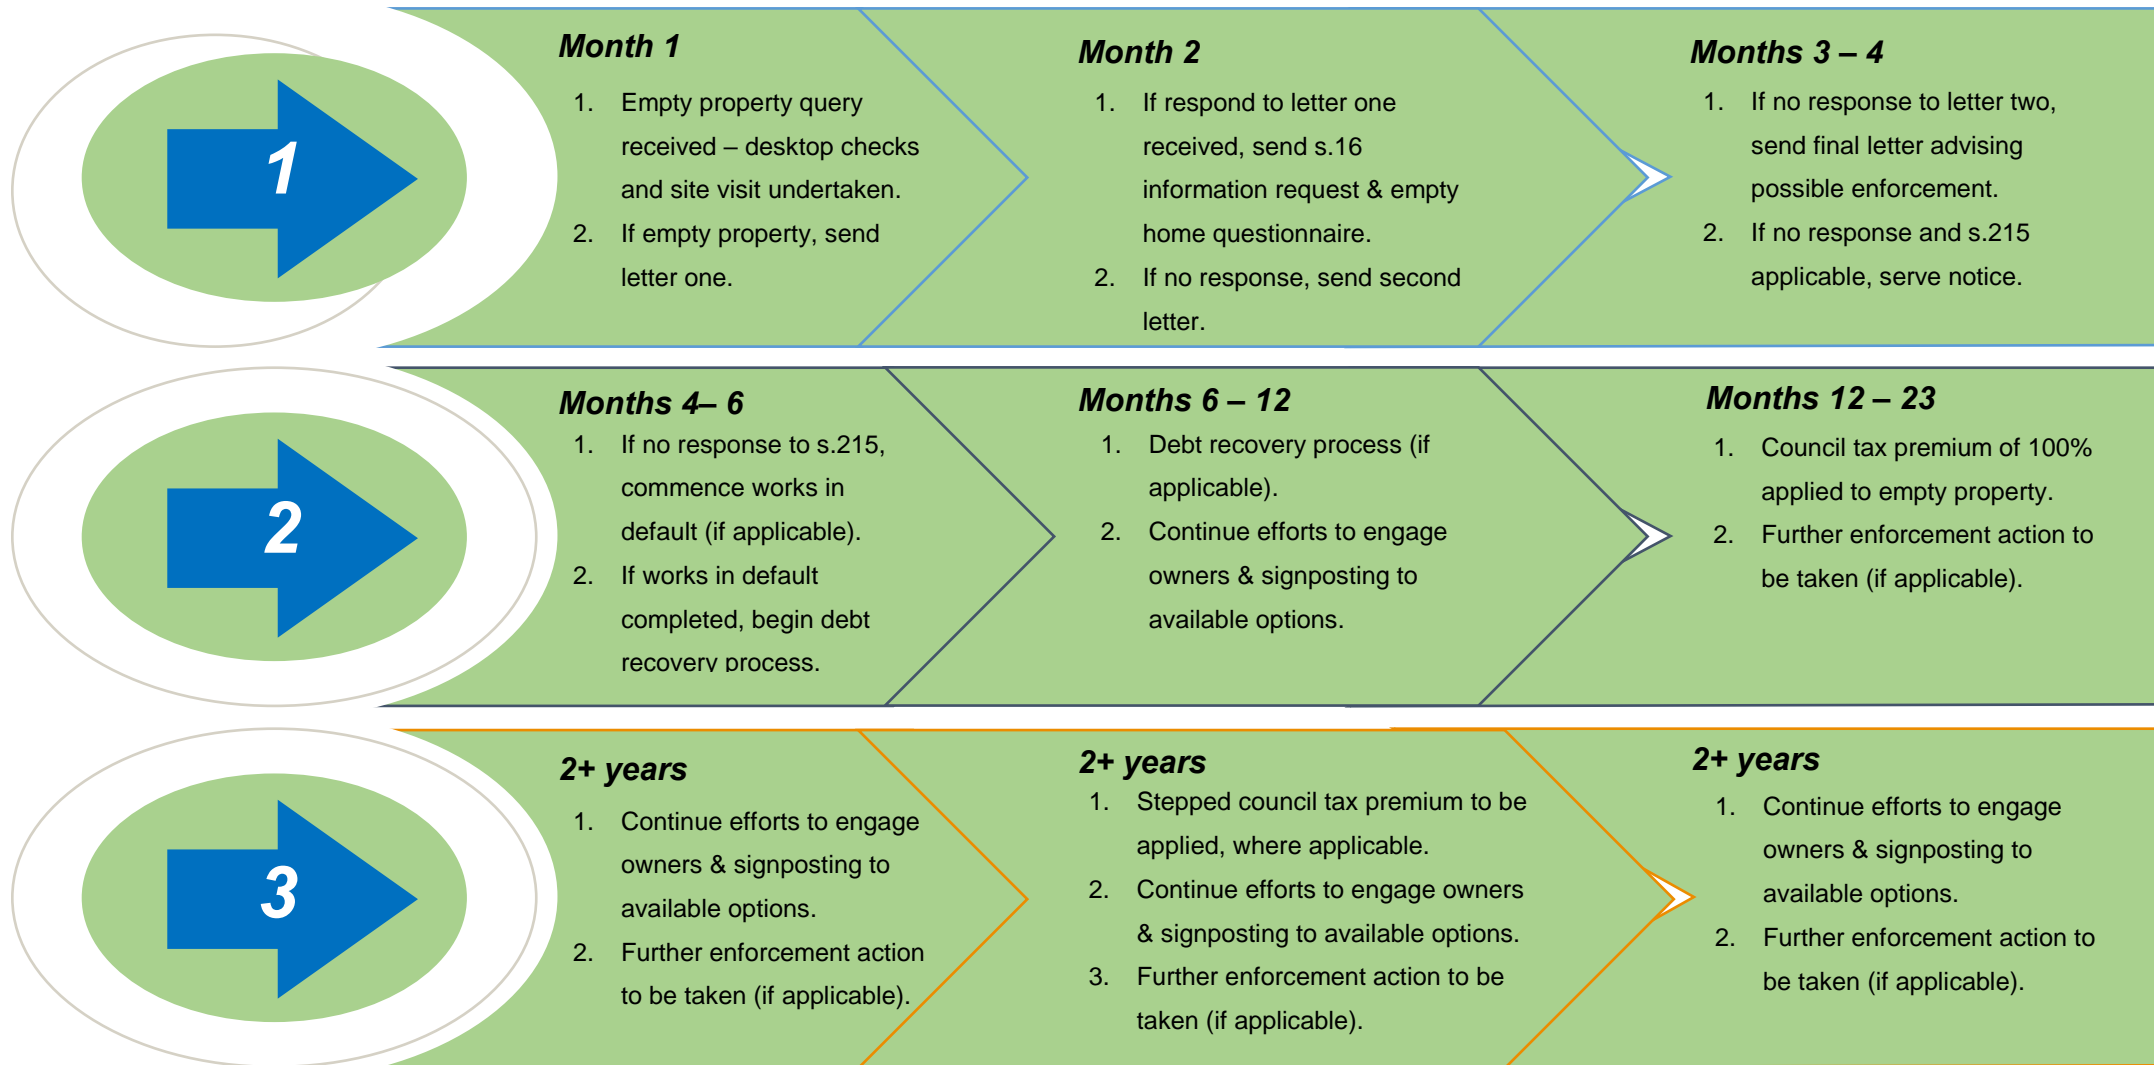 1
Month 1
1. Empty property query
received – desktop checks
and site visit undertaken.
2. If empty property, send
letter one.
Month 2
1. If respond to letter one
received, send s.16
information request & empty
home questionnaire.
2. If no response, send second
letter.
Months 3 – 4
1. If no response to letter two,
send final letter advising
possible enforcement.
2. If no response and s.215
applicable, serve notice.
2
Months 4– 6
1. If no response to s.215,
commence works in
default (if applicable).
2. If works in default
completed, begin debt
recovery process.
Months 6 – 12
1. Debt recovery process (if
applicable).
2. Continue efforts to engage
owners & signposting to
available options.
Months 12 – 23
1. Council tax premium of 100%
applied to empty property.
2. Further enforcement action to
be taken (if applicable).
3
2+ years
1. Continue efforts to engage
owners & signposting to
available options.
2. Further enforcement action
to be taken (if applicable).
2+ years
1. Stepped council tax premium to be
applied, where applicable.
2. Continue efforts to engage owners
& signposting to available options.
3. Further enforcement action to be
taken (if applicable).
2+ years
1. Continue efforts to engage
owners & signposting to
available options.
2. Further enforcement action to
be taken (if applicable).